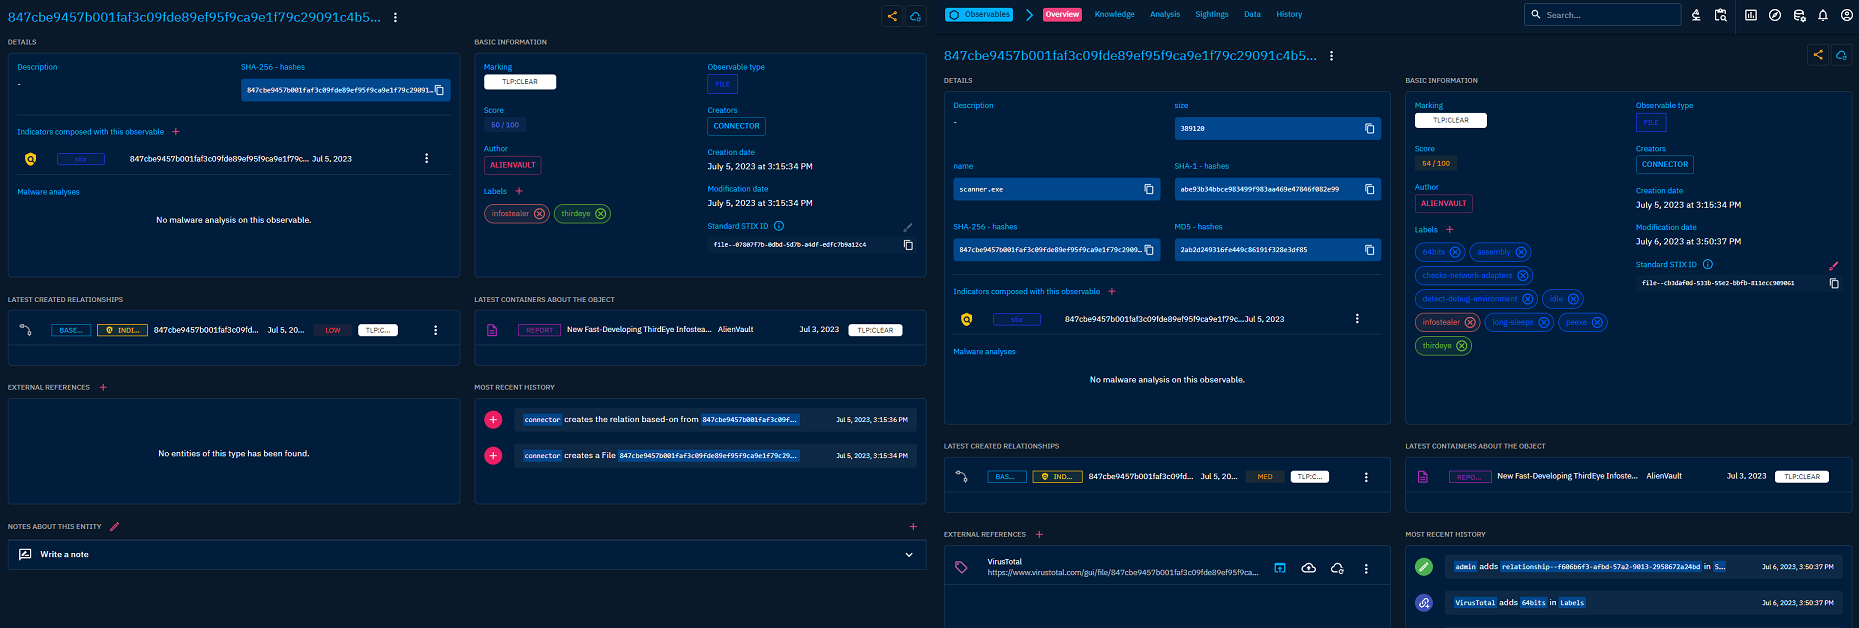 847cbe9457b001faf3c09fde89ef95f9ca9e1f79c29091c4b5...
DETAILS
Description
-
SHA-256 - hashes
847cbe9457b001faf3c09fde89ef95f9ca9e1f79c29091…
Indicators composed with this observable
stix
847cbe9457b001faf3c09fde89ef95f9ca9e1f79c... Jul 5, 2023
Malware analyses
No malware analysis on this observable.
BASIC INFORMATION
Marking
TLP:CLEAR
Score
50 / 100
Author
ALIENVAULT
Labels
infostealer
thirdeye
Observable type
FILE
Creators
CONNECTOR
Creation date
July 5, 2023 at 3:15:34 PM
Modification date
July 5, 2023 at 3:15:34 PM
Standard STIX ID
file--07807f7b-0dbd-5d7b-a4df-edfc7b9a12c4
LATEST CREATED RELATIONSHIPS
BASE... INDI... 847cbe9457b001faf3c09fd... Jul 5, 20... LOW TLP:C...
LATEST CONTAINERS ABOUT THE OBJECT
REPORT New Fast-Developing ThirdEye Infostea... AlienVault Jul 3, 2023 TLP:CLEAR
EXTERNAL REFERENCES
No entities of this type has been found.
MOST RECENT HISTORY
connector creates the relation based-on from 847cbe9457b001faf3c09f... Jul 5, 2023, 3:15:36 PM
connector creates a File 847cbe9457b001faf3c09fde89ef95f9ca9e1f79c29... Jul 5, 2023, 3:15:34 PM
NOTES ABOUT THIS ENTITY
Write a note
Observables
Overview
Knowledge
Analysis
Sightings
Data
History
Search...
847cbe9457b001faf3c09fde89ef95f9ca9e1f79c29091c4b5...
DETAILS
Description
-
size
389120
name
scanner.exe
SHA-1 - hashes
abe93b34bbce983499f983aa469e47846f082e99
SHA-256 - hashes
847cbe9457b001faf3c09fde89ef95f9ca9e1f79c2909…
MD5 - hashes
2ab2d249316fe449c86191f328e3df85
Indicators composed with this observable
stix
847cbe9457b001faf3c09fde89ef95f9ca9e1f79c...Jul 5, 2023
Malware analyses
No malware analysis on this observable.
BASIC INFORMATION
Marking
TLP:CLEAR
Score
54 / 100
Author
ALIENVAULT
Labels
64bits
assembly
checks-network-adapters
detect-debug-environment
idle
infostealer
long-sleeps
peexe
thirdeye
Observable type
FILE
Creators
CONNECTOR
Creation date
July 5, 2023 at 3:15:34 PM
Modification date
July 6, 2023 at 3:50:37 PM
Standard STIX ID
file--cb3daf0d-533b-55e2-bbfb-811ecc909061
LATEST CREATED RELATIONSHIPS
BAS... IND... 847cbe9457b001faf3c09fd... Jul 5, 20... MED TLP:C...
LATEST CONTAINERS ABOUT THE OBJECT
REPO... New Fast-Developing ThirdEye Infoste... AlienVault Jul 3, 2023 TLP:CLEAR
EXTERNAL REFERENCES
VirusTotal
https://www.virustotal.com/gui/file/847cbe9457b001faf3c09fde89ef95f9ca...
MOST RECENT HISTORY
admin adds relationship--f606b6f3-afbd-57a2-9013-2958672a24bd in S... Jul 6, 2023, 3:50:37 PM
VirusTotal adds 64bits in Labels Jul 6, 2023, 3:50:37 PM